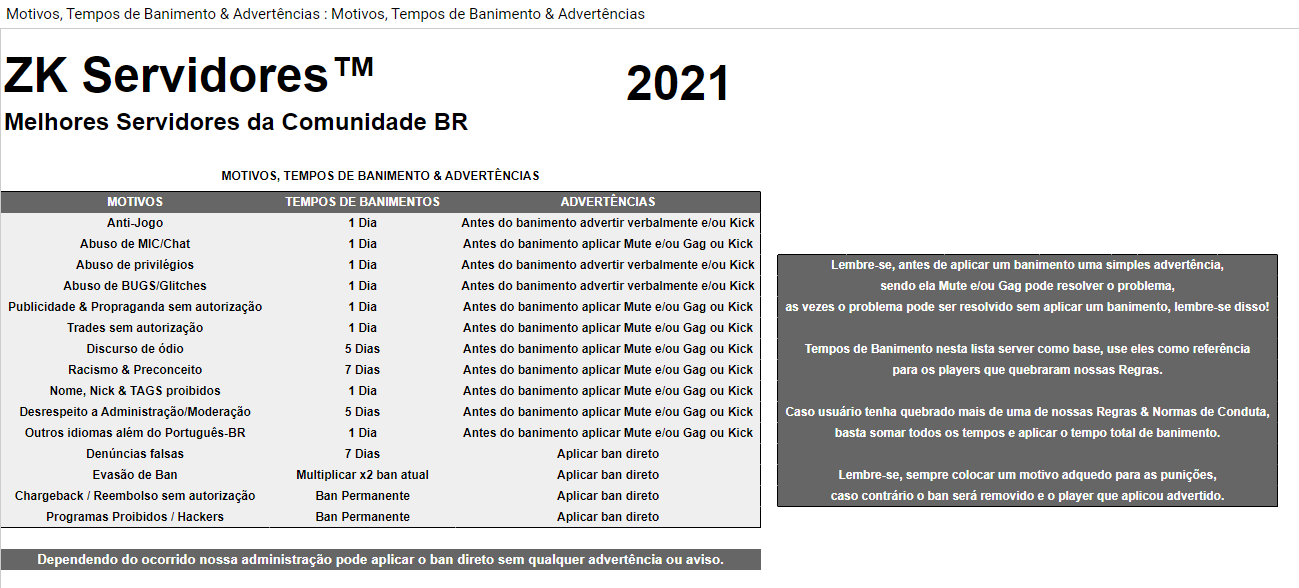 Motivos, Tempos de Banimento & Advertências : Motivos, Tempos de Banimento & Advertências
ZK Servidores™ 2021
Melhores Servidores da Comunidade BR
MOTIVOS, TEMPOS DE BANIMENTO & ADVERTÊNCIAS
MOTIVOS TEMPOS DE BANIMENTOS ADVERTÊNCIAS
Anti-Jogo 1 Dia Antes do banimento advertir verbalmente e/ou Kick
Abuso de MIC/Chat 1 Dia Antes do banimento aplicar Mute e/ou Gag ou Kick
Abuso de privilégios 1 Dia Antes do banimento advertir verbalmente e/ou Kick
Abuso de BUGS/Glitches 1 Dia Antes do banimento advertir verbalmente e/ou Kick
Publicidade & Propraganda sem autorização 1 Dia Antes do banimento aplicar Mute e/ou Gag ou Kick
Trades sem autorização 1 Dia Antes do banimento aplicar Mute e/ou Gag ou Kick
Discurso de ódio 5 Dias Antes do banimento aplicar Mute e/ou Gag ou Kick
Racismo & Preconceito 7 Dias Antes do banimento aplicar Mute e/ou Gag ou Kick
Nome, Nick & TAGS proibidos 1 Dia Antes do banimento aplicar Mute e/ou Gag ou Kick
Desrespeito a Administração/Moderação 5 Dias Antes do banimento aplicar Mute e/ou Gag ou Kick
Outros idiomas além do Português-BR 1 Dia Antes do banimento aplicar Mute e/ou Gag ou Kick
Denúncias falsas 7 Dias Aplicar ban direto
Evasão de Ban Multiplicar x2 ban atual Aplicar ban direto
Chargeback / Reembolso sem autorização Ban Permanente Aplicar ban direto
Programas Proibidos / Hackers Ban Permanente Aplicar ban direto
Lembre-se, antes de aplicar um banimento uma simples advertência,
sendo ela Mute e/ou Gag pode resolver o problema,
as vezes o problema pode ser resolvido sem aplicar um banimento, lembre-se disso!
Tempos de Banimento nesta lista server como base, use eles como referência
para os players que quebraram nossas Regras.
Caso usuário tenha quebrado mais de uma de nossas Regras & Normas de Conduta,
basta somar todos os tempos e aplicar o tempo total de banimento.
Lembre-se, sempre colocar um motivo adquedo para as punições,
caso contrário o ban será removido e o player que aplicou advertido.
Dependendo do ocorrido nossa administração pode aplicar o ban direto sem qualquer advertência ou aviso.